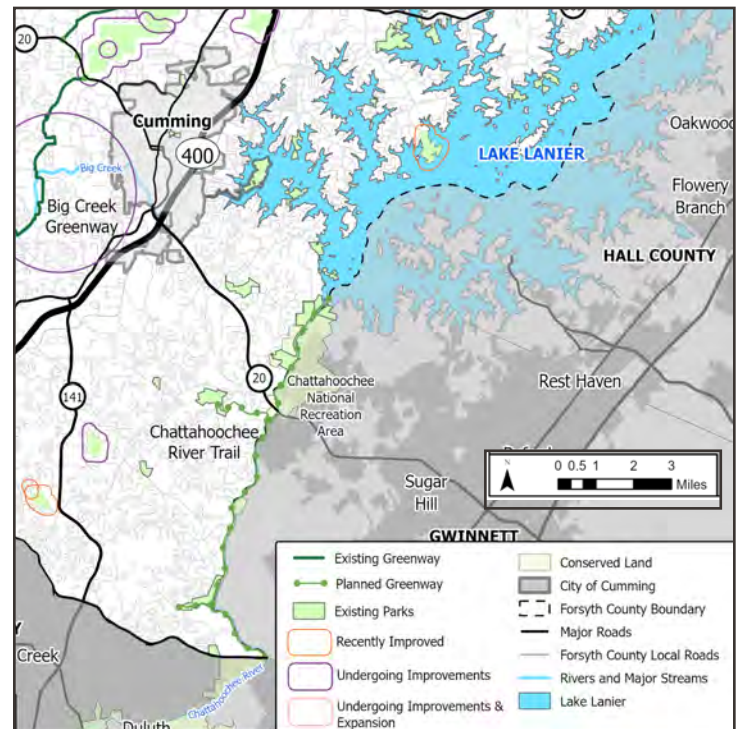 20
Cumming
400
Big Creek
Big Creek
Greenway
LAKE LANIER
Oakwood
Flowery
Branch
HALL COUNTY
Rest Haven
20
141
Chattahoochee
National
Recreation
Area
Chattahoochee
River Trail
Sugar
Hill
GWINNETT
N
0 0.5 1 2 3
Miles
Creek
Duluth
Chattahoochee River
Existing Greenway
Planned Greenway
Existing Parks
Recently Improved
Undergoing Improvements
Undergoing Improvements &
Expansion
Conserved Land
City of Cumming
Forsyth County Boundary
Major Roads
Forsyth County Local Roads
Rivers and Major Streams
Lake Lanier